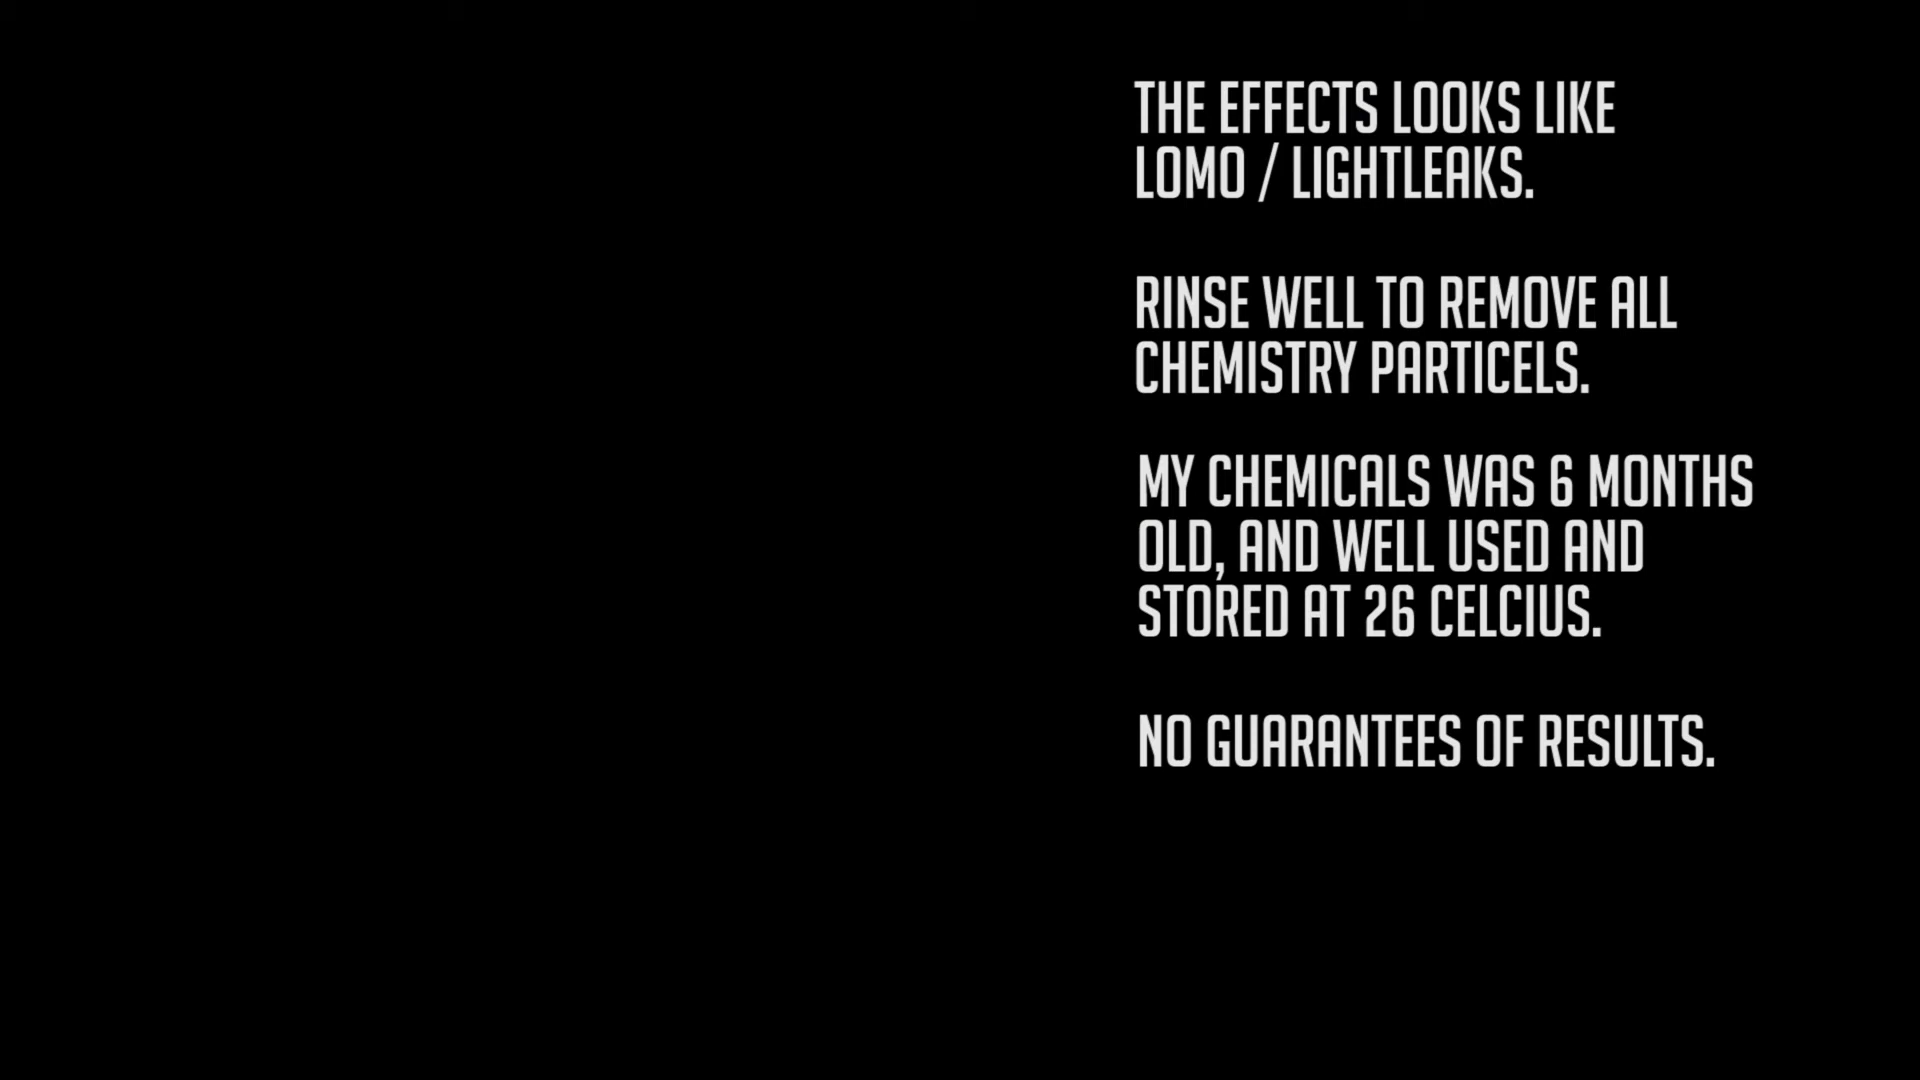 THE EFFECTS LOOKS LIKE
LOMO / LIGHTLEAKS.
RINSE WELL TO REMOVE ALL
CHEMISTRY PARTICELS.
MY CHEMICALS WAS 6 MONTHS
OLD, AND WELL USED AND
STORED AT 26 CELCIUS.
NO GUARANTEES OF RESULTS.